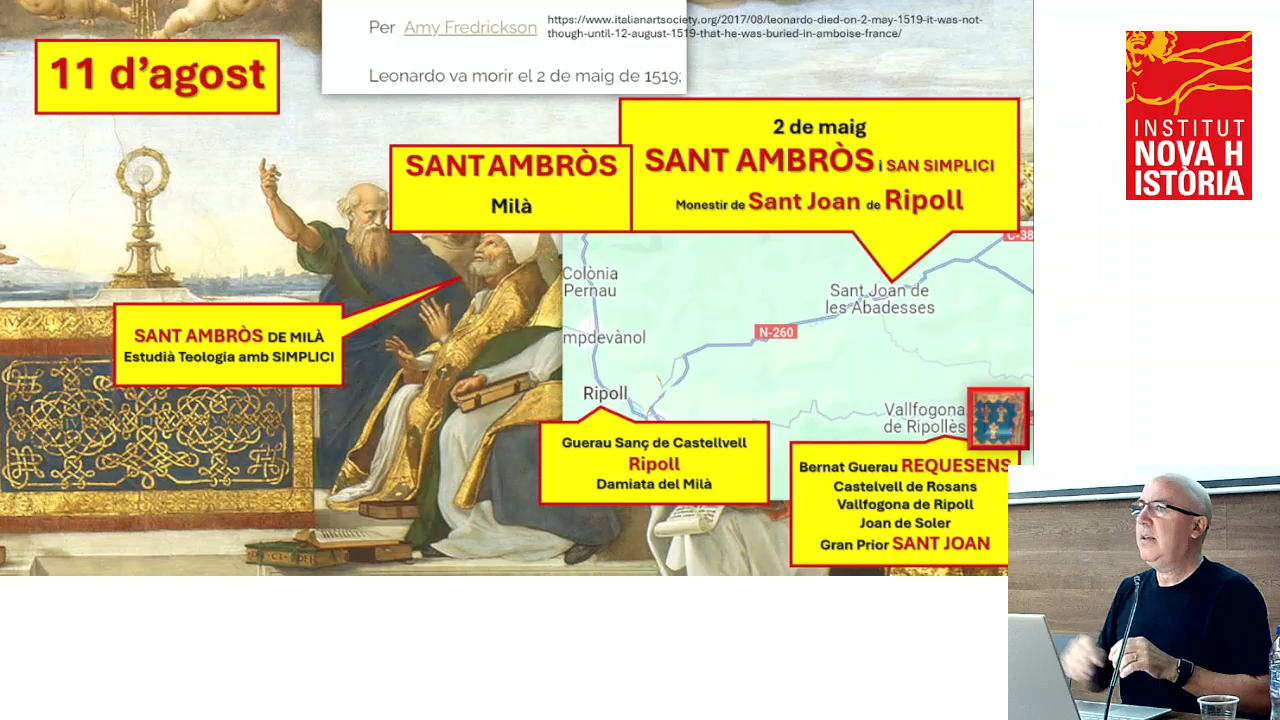 11 d’agost
Per Amy Fredrickson
https://www.italianartsociety.org/2017/08/leonardo-died-on-2-may-1519-it-was-not-
though-until-12-august-1519-that-he-was-buried-in-amboise-france/
Leonardo va morir el 2 de maig de 1519;
SANT AMBRÒS
Milà
2 de maig
SANT AMBRÒS i SAN SIMPLICI
Monestir de Sant Joan de Ripoll
INSTITUT
NOVA H
ISTÒRIA
C-38
Colònia
Pernau
Sant Joan de
les Abadesses
N-260
mpdevànol
Ripoll
Vallfogona
de Ripollès
SANT AMBRÒS DE MILÀ
Estudià Teologia amb SIMPLICI
Guerau Sanç de Castellvell
Ripoll
Damiata del Milà
Bernat Guerau REQUESENS
Castelvell de Rosans
Vallfogona de Ripoll
Joan de Soler
Gran Prior SANT JOAN